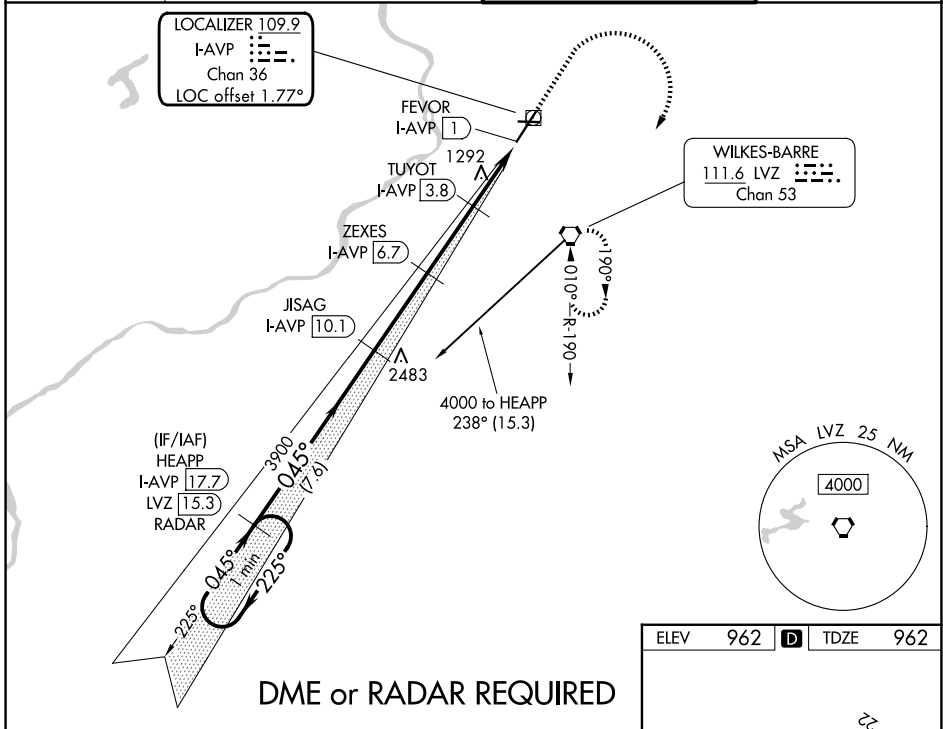 LOCALIZER 109.9
I-AVP
Chan 36
LOC offset 1.77°
FEVOR
I-AVP 1
1292
TUYOT
I-AVP 3.8
WILKES-BARRE
111.6 LVZ
Chan 53
ZEXES
I-AVP 6.7
190°
010°
R-190
JISAG
I-AVP 10.1
2483
4000 to HEAPP
238° (15.3)
(IF/IAF)
HEAPP
I-AVP 17.7
LVZ 15.3
RADAR
3900
045°
(7.6)
045°
1 min
225°
225°
MSA LVZ 25 NM
4000
DME or RADAR REQUIRED
ELEV 962 D TDZE 962
22